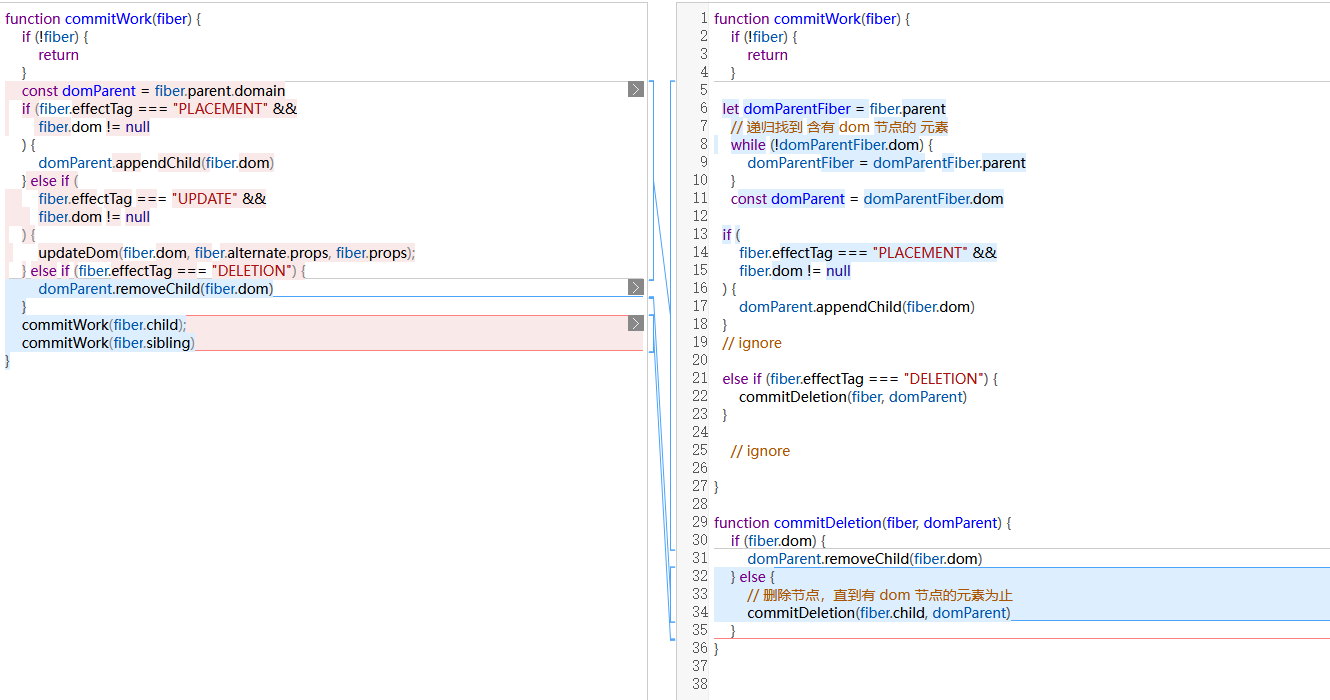 function commitWork(fiber) {
if (!fiber) {
return
}
const domParent = fiber.parent.domain
if (fiber.effectTag === "PLACEMENT" &&
fiber.dom != null
) {
domParent.appendChild(fiber.dom)
} else if (
fiber.effectTag === "UPDATE" &&
fiber.dom != null
) {
updateDom(fiber.dom, fiber.alternate.props, fiber.props);
} else if (fiber.effectTag === "DELETION") {
domParent.removeChild(fiber.dom)
}
commitWork(fiber.child);
commitWork(fiber.sibling)
}
1 function commitWork(fiber) {
2 if (!fiber) {
3 return
4 }
5
6 let domParentFiber = fiber.parent
7 // 递归找到 含有 dom 节点的 元素
8 while (!domParentFiber.dom) {
9 domParentFiber = domParentFiber.parent
10 }
11 const domParent = domParentFiber.dom
12
13 if (
14 fiber.effectTag === "PLACEMENT" &&
15 fiber.dom != null
16 ) {
17 domParent.appendChild(fiber.dom)
18 }
19 // ignore
20
21 else if (fiber.effectTag === "DELETION") {
22 commitDeletion(fiber, domParent)
23 }
24
25 // ignore
26
27 }
28
29 function commitDeletion(fiber, domParent) {
30 if (fiber.dom) {
31 domParent.removeChild(fiber.dom)
32 } else {
33 // 删除节点，直到有 dom 节点的元素为止
34 commitDeletion(fiber.child, domParent)
35 }
36 }
37
38